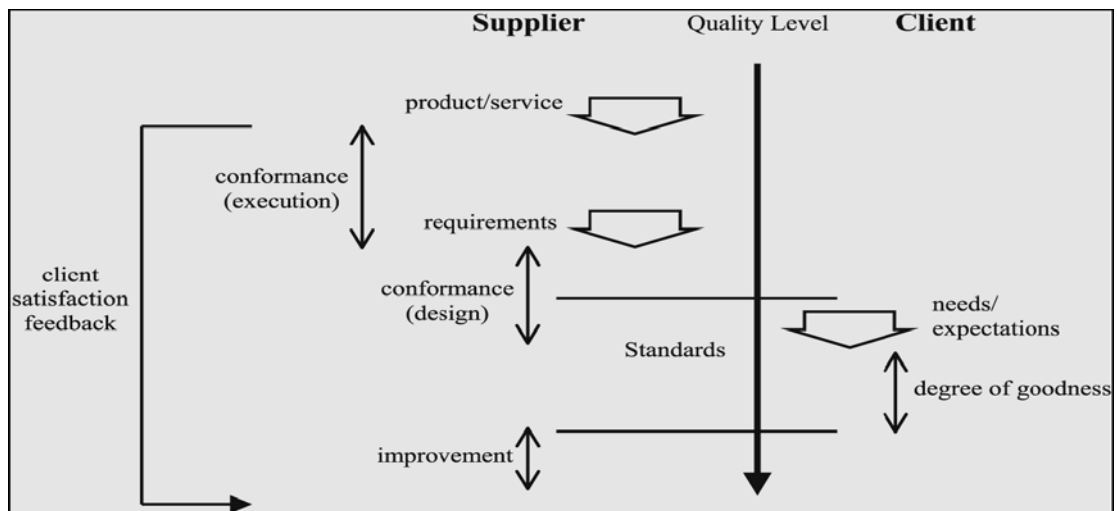 Supplier
Quality Level
Client
product/service
conformance
(execution)
requirements
client
satisfaction
feedback
conformance
(design)
needs/
expectations
Standards
degree of goodness
improvement